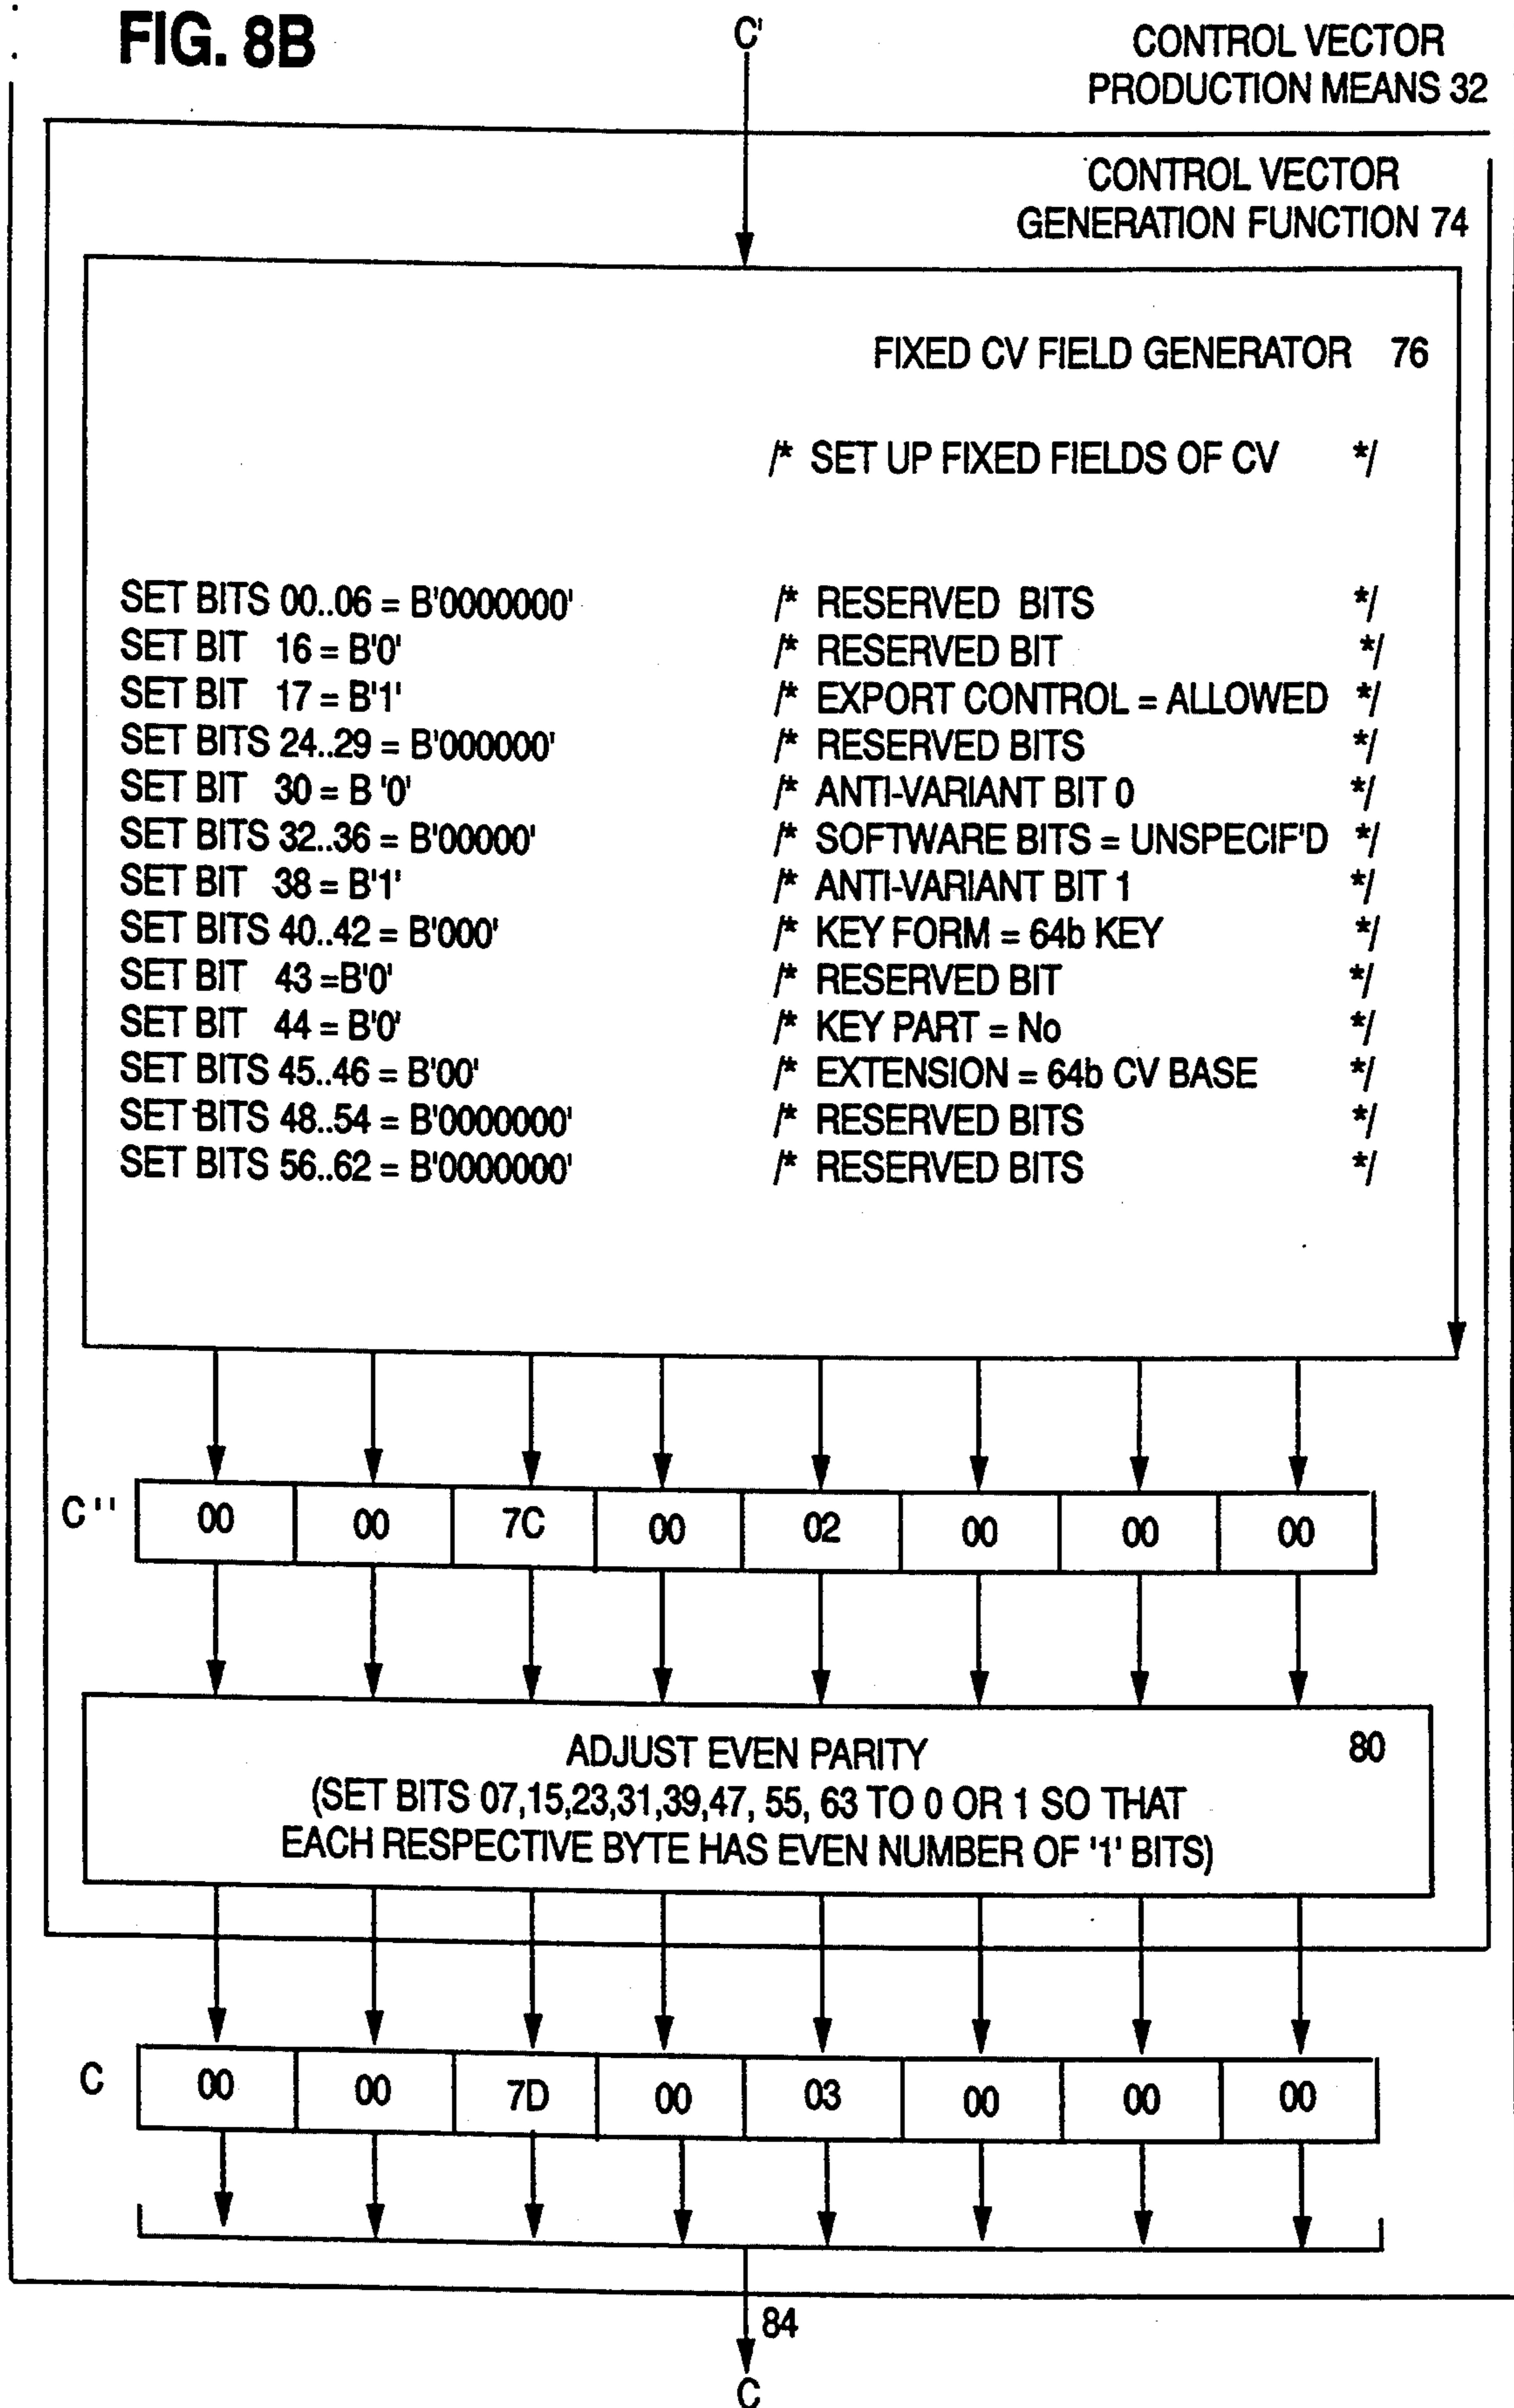 FIG. 8B
C'
CONTROL VECTOR
PRODUCTION MEANS 32
CONTROL VECTOR
GENERATION FUNCTION 74
FIXED CV FIELD GENERATOR 76
/* SET UP FIXED FIELDS OF CV */
SET BITS 00..06 = B'0000000' /* RESERVED BITS */
SET BIT 16 = B'0' /* RESERVED BIT */
SET BIT 17 = B'1' /* EXPORT CONTROL = ALLOWED */
SET BITS 24..29 = B'000000' /* RESERVED BITS */
SET BIT 30 = B '0' /* ANTI-VARIANT BIT 0 */
SET BITS 32..36 = B'00000' /* SOFTWARE BITS = UNSPECIF'D */
SET BIT 38 = B'1' /* ANTI-VARIANT BIT 1 */
SET BITS 40..42 = B'000' /* KEY FORM = 64b KEY */
SET BIT 43 =B'0' /* RESERVED BIT */
SET BIT 44 = B'0' /* KEY PART = No */
SET BITS 45..46 = B'00' /* EXTENSION = 64b CV BASE */
SET BITS 48..54 = B'0000000' /* RESERVED BITS */
SET BITS 56..62 = B'0000000' /* RESERVED BITS */
C'' 00 00 7C 00 02 00 00 00
ADJUST EVEN PARITY 80
(SET BITS 07,15,23,31,39,47, 55, 63 TO 0 OR 1 SO THAT
EACH RESPECTIVE BYTE HAS EVEN NUMBER OF '1' BITS)
C 00 00 7D 00 03 00 00 00
84
C